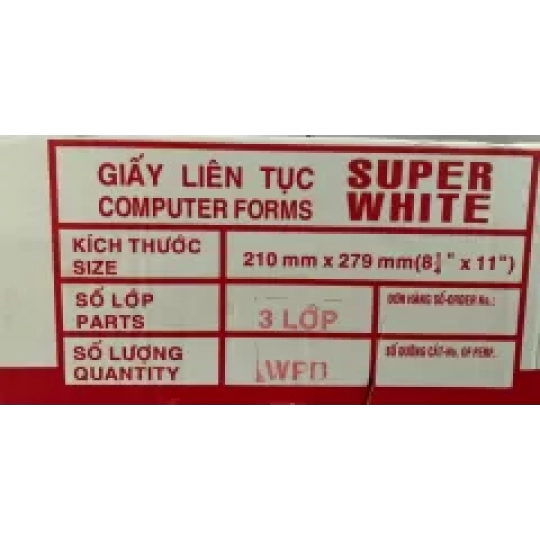 GIẤY LIÊN TỤC SUPER
COMPUTER FORMS WHITE
KÍCH THƯỚC
SIZE
210 mm x 279 mm(8¼" x 11")
SỐ LỚP
PARTS
3 LỚP
ĐƠN HÀNG SỐ-ORDER No.:
SỐ LƯỢNG
QUANTITY
SỐ ĐƯỜNG CẮT-No. OF PERF.